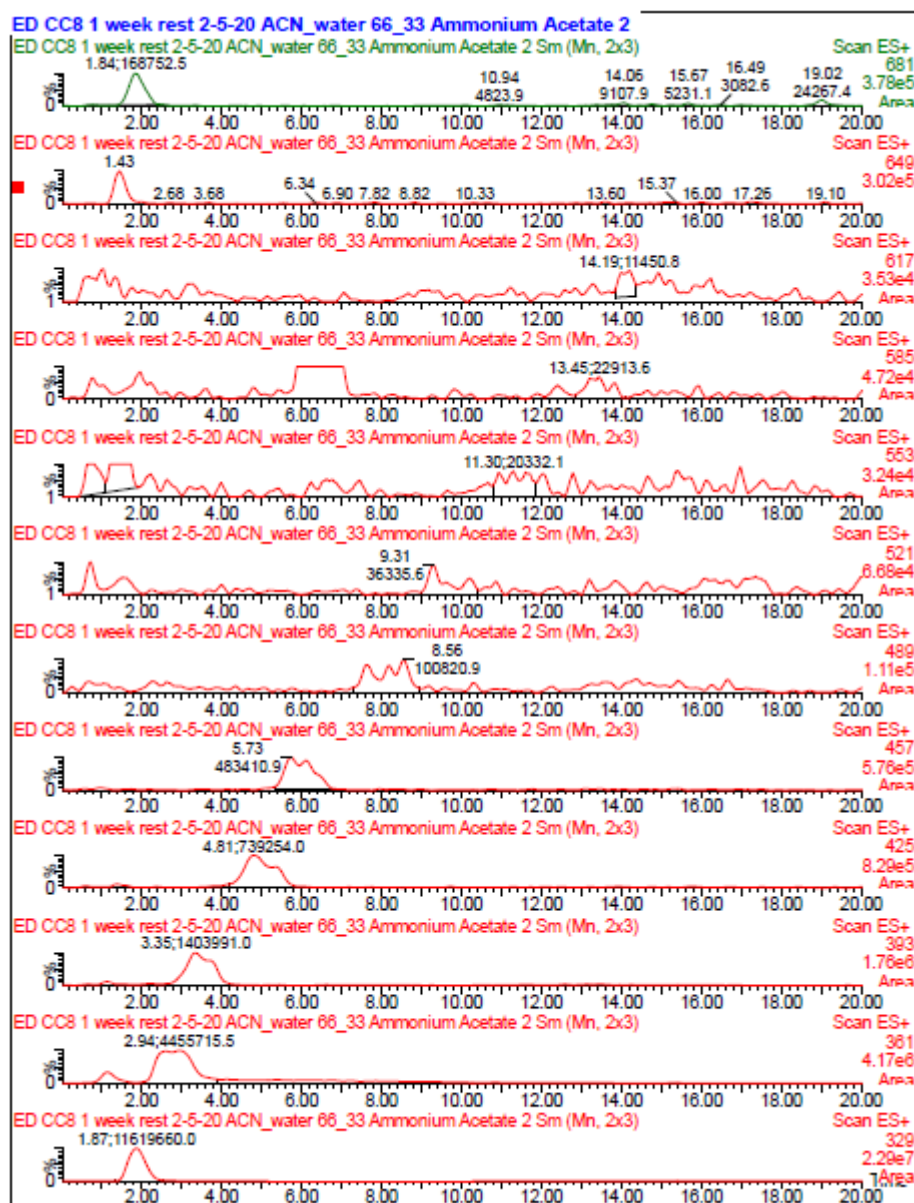 ED CC8 1 week rest 2-5-20 ACN_water 66_33 Ammonium Acetate 2
ED CC8 1 week rest 2-5-20 ACN_water 66_33 Ammonium Acetate 2 Sm (Mn, 2x3) Scan ES+
1.84;168752.5 10.94 14.06 15.67 16.49 19.02 681
4823.9 9107.9 5231.1 3082.6 24267.4 3.78e5
% Area
0
2.00 4.00 6.00 8.00 10.00 12.00 14.00 16.00 18.00 20.00
ED CC8 1 week rest 2-5-20 ACN_water 66_33 Ammonium Acetate 2 Sm (Mn, 2x3) Scan ES+
1.43 649
2.68 3.68 6.34 6.90 7.82 8.82 10.33 13.60 15.37 16.00 17.26 19.10 3.02e5
%
0
2.00 4.00 6.00 8.00 10.00 12.00 14.00 16.00 18.00 20.00
ED CC8 1 week rest 2-5-20 ACN_water 66_33 Ammonium Acetate 2 Sm (Mn, 2x3) Scan ES+
14.19;11450.8 617
3.53e4
% Area
1
2.00 4.00 6.00 8.00 10.00 12.00 14.00 16.00 18.00 20.00
ED CC8 1 week rest 2-5-20 ACN_water 66_33 Ammonium Acetate 2 Sm (Mn, 2x3) Scan ES+
13.45;22913.6 585
4.72e4
% Area
0
2.00 4.00 6.00 8.00 10.00 12.00 14.00 16.00 18.00 20.00
ED CC8 1 week rest 2-5-20 ACN_water 66_33 Ammonium Acetate 2 Sm (Mn, 2x3) Scan ES+
11.30;20332.1 553
3.24e4
% Area
1
2.00 4.00 6.00 8.00 10.00 12.00 14.00 16.00 18.00 20.00
ED CC8 1 week rest 2-5-20 ACN_water 66_33 Ammonium Acetate 2 Sm (Mn, 2x3) Scan ES+
9.31 521
36335.6 6.68e4
% Area
1
2.00 4.00 6.00 8.00 10.00 12.00 14.00 16.00 18.00 20.00
ED CC8 1 week rest 2-5-20 ACN_water 66_33 Ammonium Acetate 2 Sm (Mn, 2x3) Scan ES+
8.56 489
100820.9 1.11e5
% Area
0
2.00 4.00 6.00 8.00 10.00 12.00 14.00 16.00 18.00 20.00
ED CC8 1 week rest 2-5-20 ACN_water 66_33 Ammonium Acetate 2 Sm (Mn, 2x3) Scan ES+
5.73 457
483410.9 5.76e5
% Area
0
2.00 4.00 6.00 8.00 10.00 12.00 14.00 16.00 18.00 20.00
ED CC8 1 week rest 2-5-20 ACN_water 66_33 Ammonium Acetate 2 Sm (Mn, 2x3) Scan ES+
4.81;739254.0 425
8.29e5
% Area
0
2.00 4.00 6.00 8.00 10.00 12.00 14.00 16.00 18.00 20.00
ED CC8 1 week rest 2-5-20 ACN_water 66_33 Ammonium Acetate 2 Sm (Mn, 2x3) Scan ES+
3.35;1403991.0 393
1.76e6
% Area
0
2.00 4.00 6.00 8.00 10.00 12.00 14.00 16.00 18.00 20.00
ED CC8 1 week rest 2-5-20 ACN_water 66_33 Ammonium Acetate 2 Sm (Mn, 2x3) Scan ES+
2.94;4455715.5 361
4.17e6
% Area
0
2.00 4.00 6.00 8.00 10.00 12.00 14.00 16.00 18.00 20.00
ED CC8 1 week rest 2-5-20 ACN_water 66_33 Ammonium Acetate 2 Sm (Mn, 2x3) Scan ES+
1.87;11619660.0 329
2.29e7
% Area
0
2.00 4.00 6.00 8.00 10.00 12.00 14.00 16.00 18.00 20.00